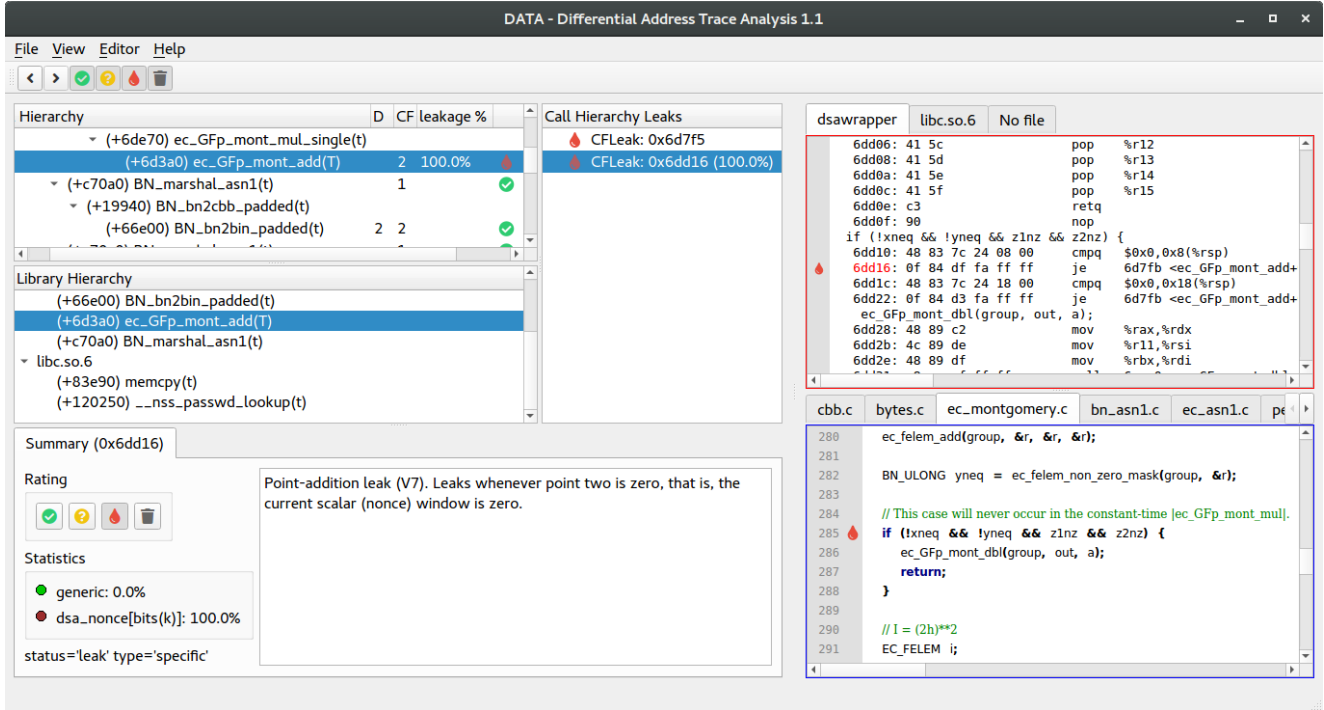 DATA - Differential Address Trace Analysis 1.1
File View Editor Help
Hierarchy D CF leakage %
(+6de70) ec_GFp_mont_mul_single(t)
(+6d3a0) ec_GFp_mont_add(T) 2 100.0%
(+c70a0) BN_marshal_asn1(t) 1
(+19940) BN_bn2cbb_padded(t)
(+66e00) BN_bn2bin_padded(t) 2 2
Call Hierarchy Leaks
CFLeak: 0x6d7f5
CFLeak: 0x6dd16 (100.0%)
Library Hierarchy
(+66e00) BN_bn2bin_padded(t)
(+6d3a0) ec_GFp_mont_add(T)
(+c70a0) BN_marshal_asn1(t)
libc.so.6
(+83e90) memcpy(t)
(+120250) __nss_passwd_lookup(t)
Summary (0x6dd16)
Rating
Statistics
generic: 0.0%
dsa_nonce[bits(k)]: 100.0%
status='leak' type='specific'
Point-addition leak (V7). Leaks whenever point two is zero, that is, the
current scalar (nonce) window is zero.
dsawrapper libc.so.6 No file
6dd06: 41 5c pop %r12
6dd08: 41 5d pop %r13
6dd0a: 41 5e pop %r14
6dd0c: 41 5f pop %r15
6dd0e: c3 retq
6dd0f: 90 nop
if (!xneq && !yneq && z1nz && z2nz) {
6dd10: 48 83 7c 24 08 00 cmpq $0x0,0x8(%rsp)
6dd16: 0f 84 df fa ff ff je 6d7fb <ec_GFp_mont_add+
6dd1c: 48 83 7c 24 18 00 cmpq $0x0,0x18(%rsp)
6dd22: 0f 84 d3 fa ff ff je 6d7fb <ec_GFp_mont_add+
ec_GFp_mont_dbl(group, out, a);
6dd28: 48 89 c2 mov %rax,%rdx
6dd2b: 4c 89 de mov %r11,%rsi
6dd2e: 48 89 df mov %rbx,%rdi
cbb.c bytes.c ec_montgomery.c bn_asn1.c ec_asn1.c pe
280 ec_felem_add(group, &r, &r, &r);
281
282 BN_ULONG yneq = ec_felem_non_zero_mask(group, &r);
283
284 // This case will never occur in the constant-time |ec_GFp_mont_mul|.
285 if (!xneq && !yneq && z1nz && z2nz) {
286 ec_GFp_mont_dbl(group, out, a);
287 return;
288 }
289
290 // I = (2h)**2
291 EC_FELEM i;